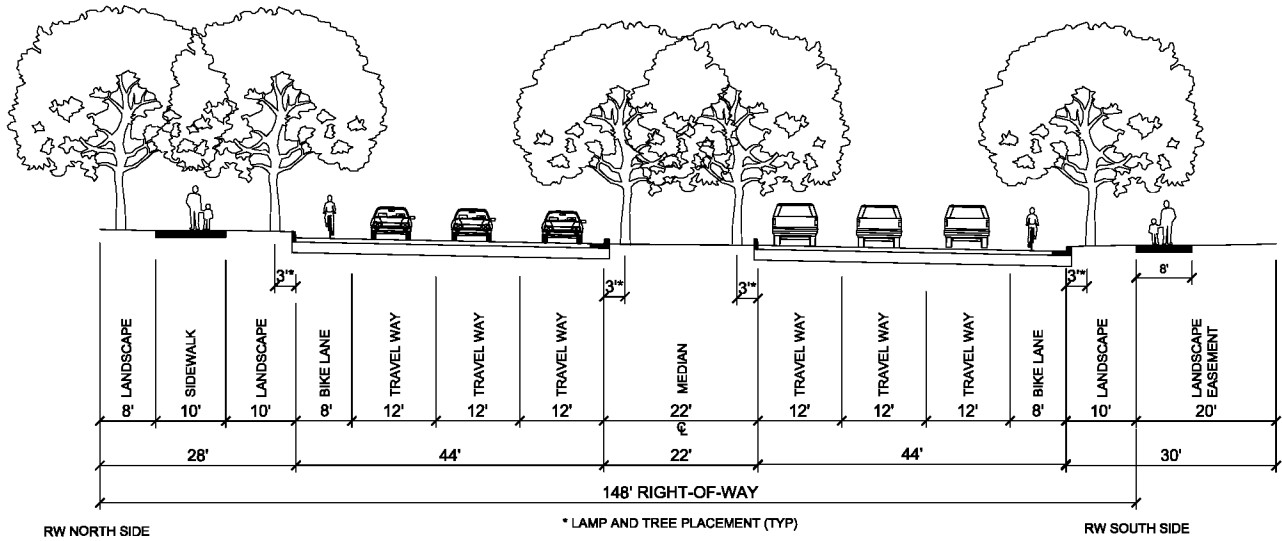 3'*
3'*
3'*
3'*
8'
LANDSCAPE
SIDEWALK
LANDSCAPE
BIKE LANE
TRAVEL WAY
TRAVEL WAY
TRAVEL WAY
MEDIAN
TRAVEL WAY
TRAVEL WAY
TRAVEL WAY
BIKE LANE
LANDSCAPE
LANDSCAPE
EASEMENT
8' 10' 10' 8' 12' 12' 12' 22' 12' 12' 12' 8' 10' 20'
℄
28' 44' 22' 44' 30'
148' RIGHT-OF-WAY
* LAMP AND TREE PLACEMENT (TYP)
RW NORTH SIDE
RW SOUTH SIDE